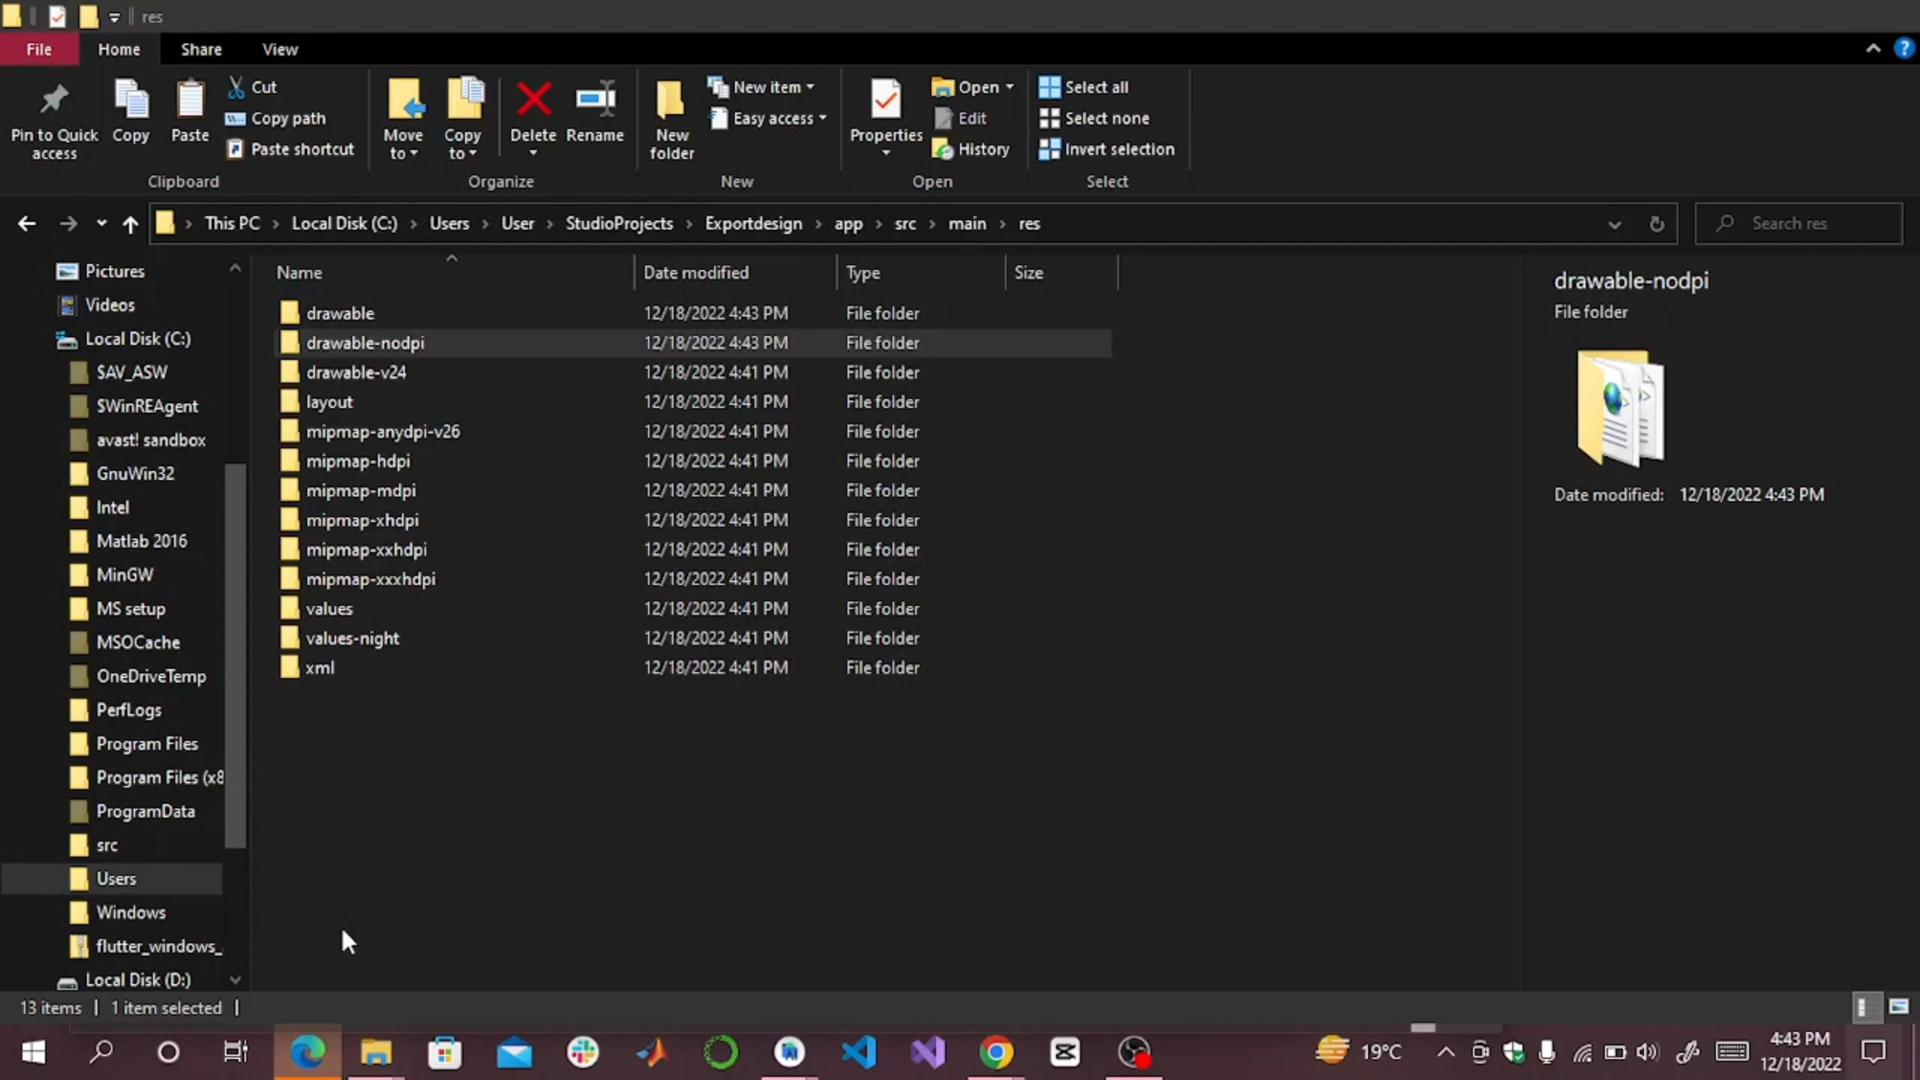 res
File Home Share View
Pin to Quick access
Copy
Paste
Cut
Copy path
Paste shortcut
Clipboard
Move to
Copy to
Delete
Rename
Organize
New folder
New item
Easy access
New
Properties
Open
Edit
History
Open
Select all
Select none
Invert selection
Select
This PC > Local Disk (C:) > Users > User > StudioProjects > Exportdesign > app > src > main > res
Search res
Pictures
Videos
Local Disk (C:)
$AV_ASW
$WinREAgent
avast! sandbox
GnuWin32
Intel
Matlab 2016
MinGW
MS setup
MSOCache
OneDriveTemp
PerfLogs
Program Files
Program Files (x8
ProgramData
src
Users
Windows
flutter_windows_
Local Disk (D:)
Name Date modified Type Size
drawable 12/18/2022 4:43 PM File folder
drawable-nodpi 12/18/2022 4:43 PM File folder
drawable-v24 12/18/2022 4:41 PM File folder
layout 12/18/2022 4:41 PM File folder
mipmap-anydpi-v26 12/18/2022 4:41 PM File folder
mipmap-hdpi 12/18/2022 4:41 PM File folder
mipmap-mdpi 12/18/2022 4:41 PM File folder
mipmap-xhdpi 12/18/2022 4:41 PM File folder
mipmap-xxhdpi 12/18/2022 4:41 PM File folder
mipmap-xxxhdpi 12/18/2022 4:41 PM File folder
values 12/18/2022 4:41 PM File folder
values-night 12/18/2022 4:41 PM File folder
xml 12/18/2022 4:41 PM File folder
drawable-nodpi
File folder
Date modified: 12/18/2022 4:43 PM
13 items | 1 item selected |
19°C
4:43 PM
12/18/2022